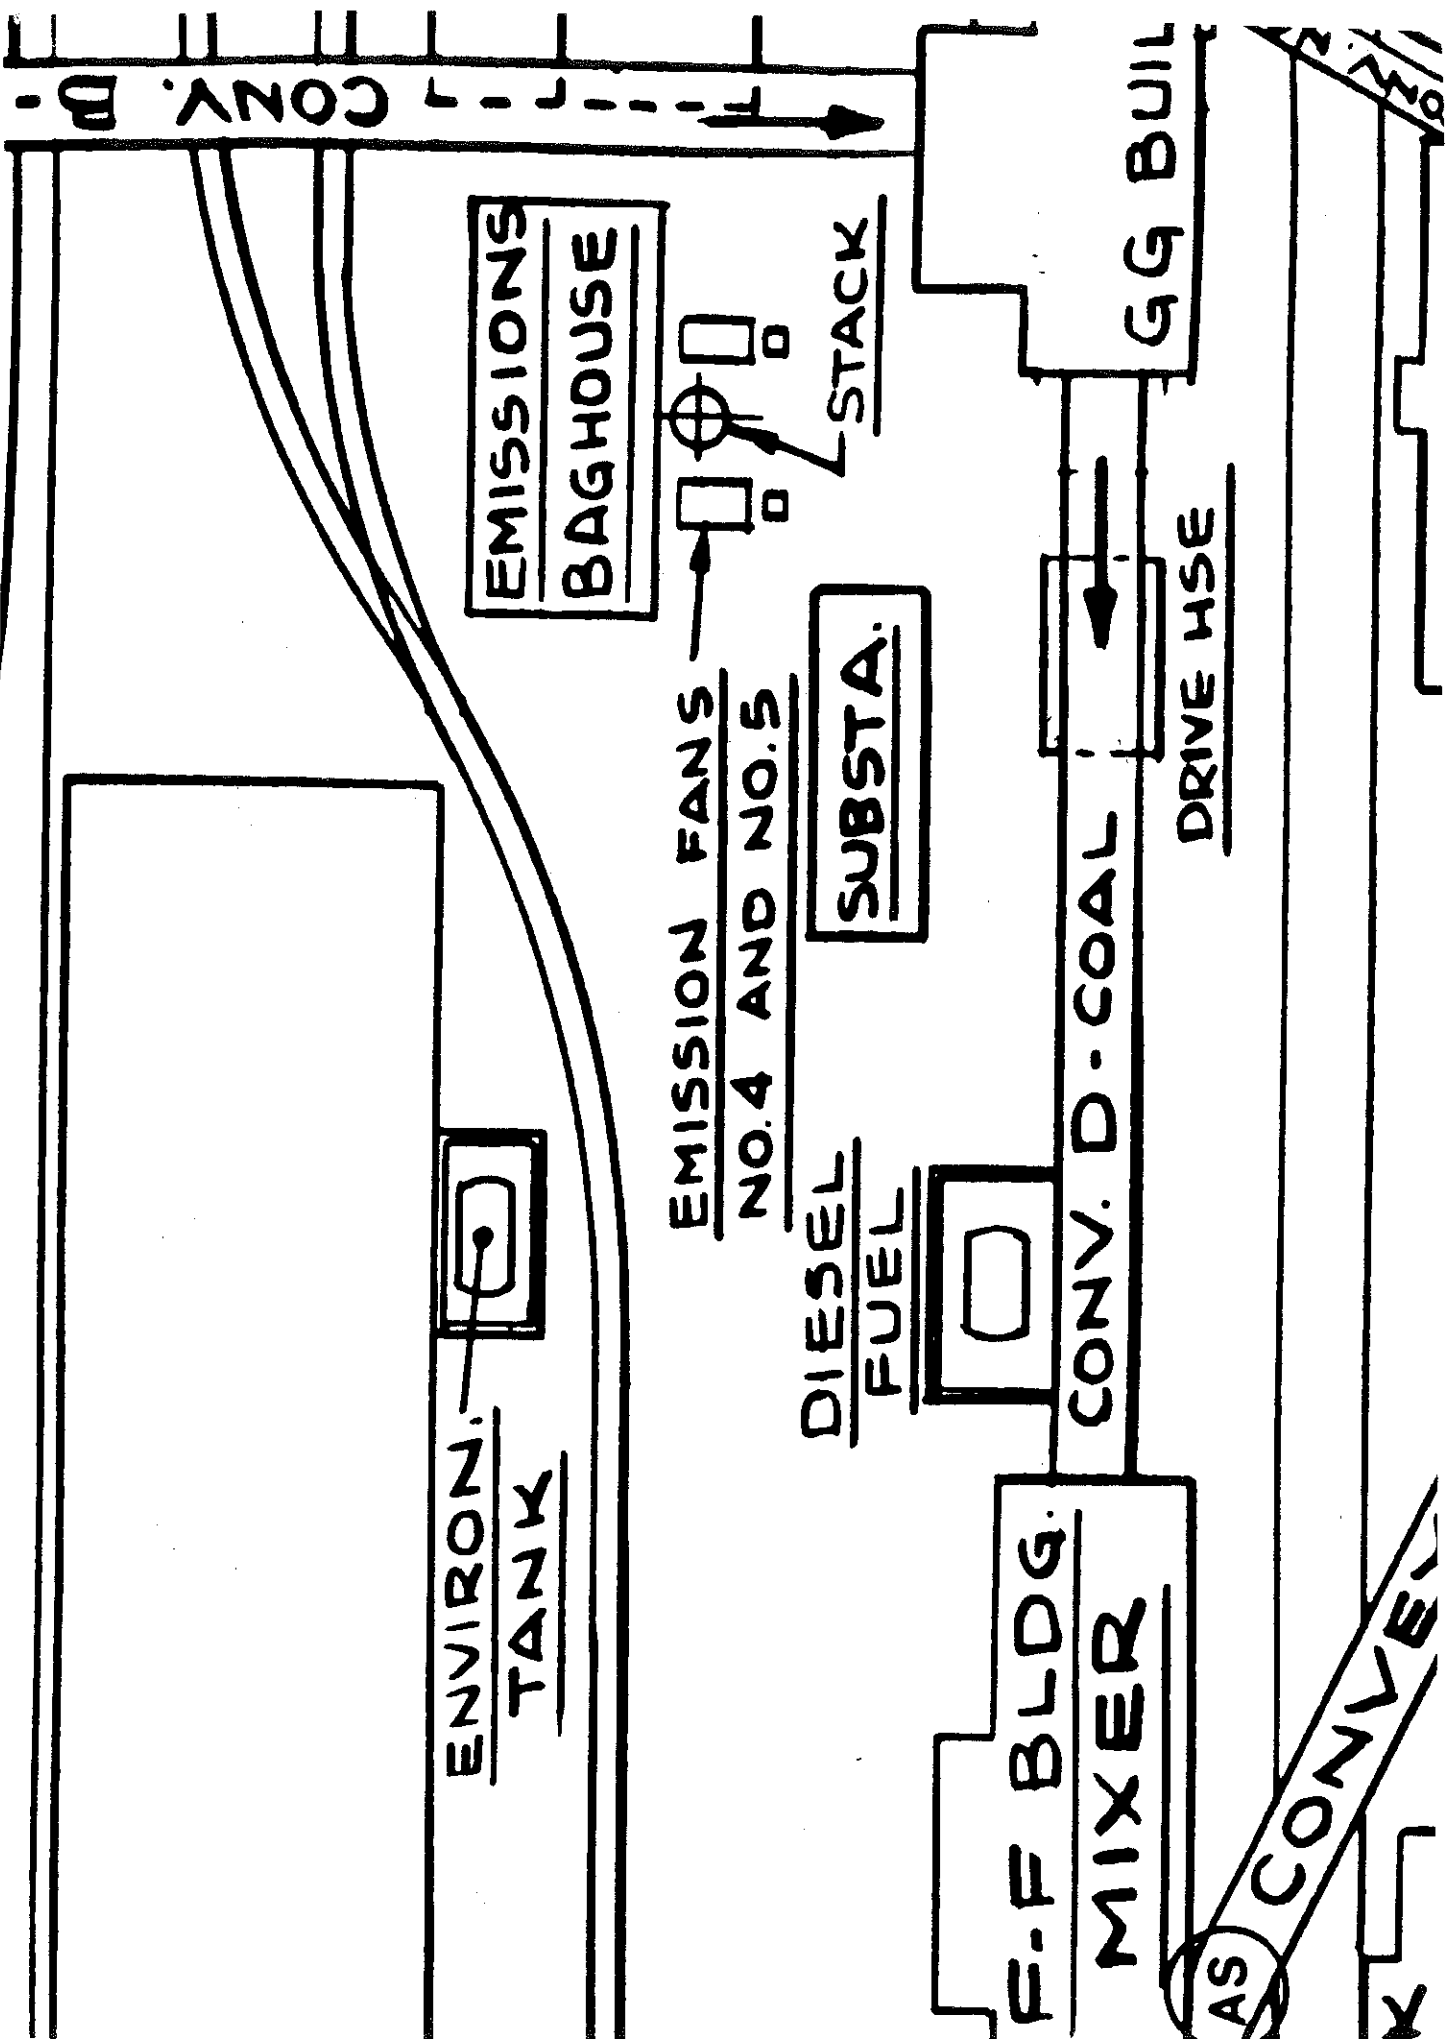 CONV. B -
GG BUIL
EMISSIONS
BAGHOUSE
STACK
EMISSION FANS
NO.4 AND NO.5
SUBSTA.
DRIVE HSE
CONV. D - COAL
DIESEL
FUEL
ENVIRON.
TANK
F-F BLDG.
MIXER
AS
CONVEY